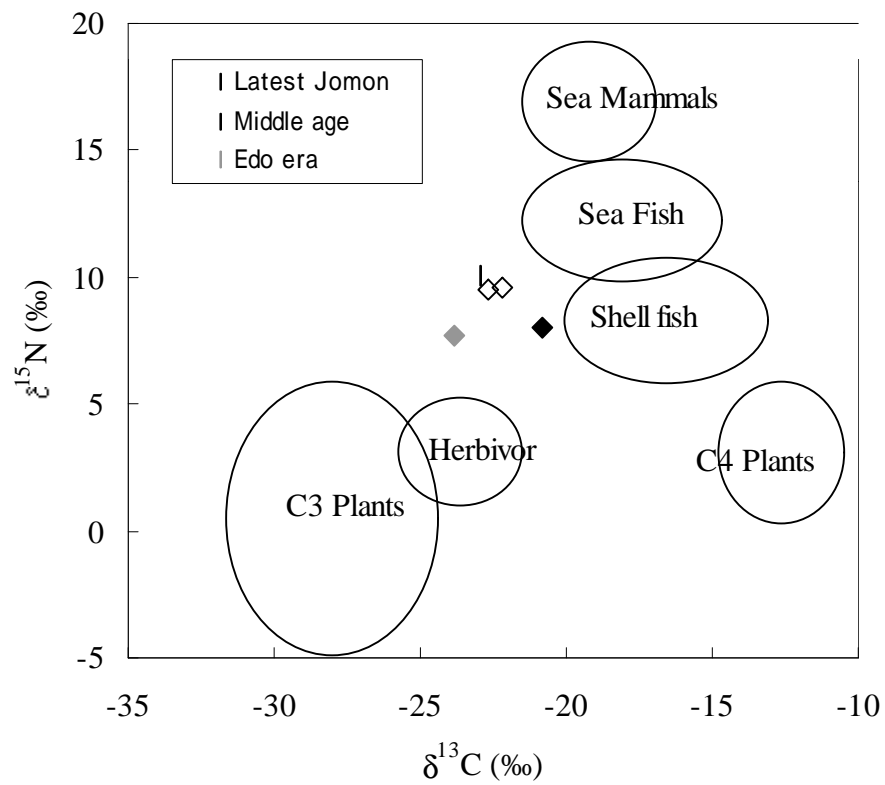 20
15
10
5
0
-5
-35
-30
-25
-20
-15
-10
Latest Jomon
Middle age
Edo era
Sea Mammals
Sea Fish
Shell fish
Herbivor
C4 Plants
C3 Plants
15N (‰)
δ13C (‰)